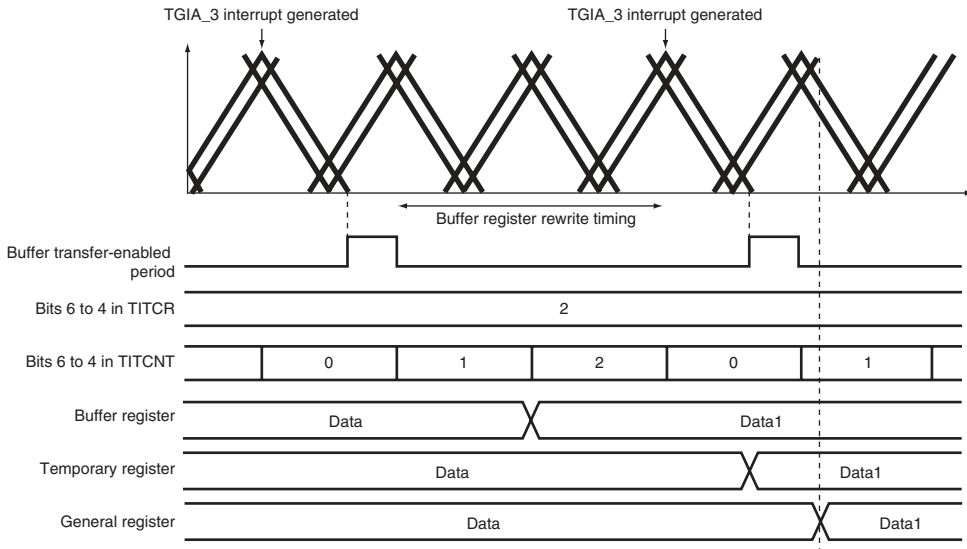 TGIA_3 interrupt generated
TGIA_3 interrupt generated
Buffer register rewrite timing
Buffer transfer-enabled
period
Bits 6 to 4 in TITCR
2
Bits 6 to 4 in TITCNT
0
1
2
0
1
Buffer register
Data
Data1
Temporary register
Data
Data1
General register
Data
Data1